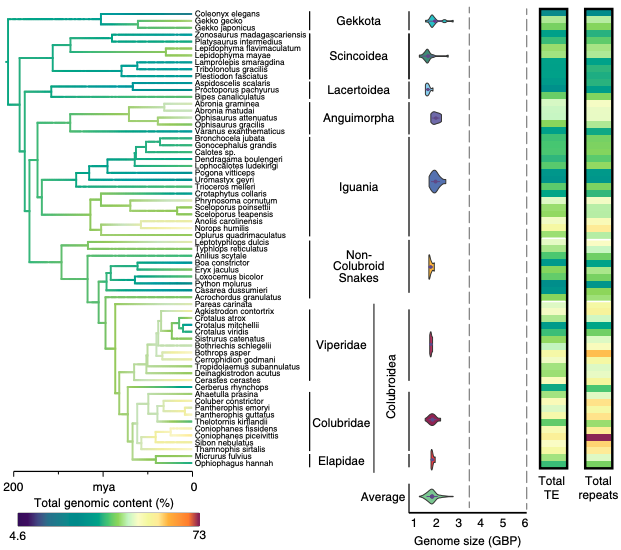 Coleonyx elegans
Gekko gecko
Gekko japonicus
Zonosaurus madagascariensis
Platysaurus intermedius
Lepidophyma flavimaculatum
Lepidophyma mayae
Lamprolepis smaragdina
Tribolonotus gracilis
Plestiodon fasciatus
Aspidoscelis scalaris
Proctoporus pachyurus
Bipes canaliculatus
Abronia graminea
Abronia matudai
Ophisaurus attenuatus
Ophisaurus gracilis
Varanus exanthematicus
Bronchocela jubata
Gonocephalus grandis
Calotes sp.
Dendragama boulengeri
Lophocalotes ludekingi
Pogona vitticeps
Uromastyx geyri
Trioceros melleri
Crotaphytus collaris
Phrynosoma cornutum
Sceloporus poinsettii
Sceloporus teapensis
Anolis carolinensis
Norops humilis
Oplurus quadrimaculatus
Leptotyphlops dulcis
Typhlops reticulatus
Anilius scytale
Boa constrictor
Eryx jaculus
Loxocemus bicolor
Python molurus
Casarea dussumieri
Acrochordus granulatus
Pareas carinata
Agkistrodon contortrix
Crotalus atrox
Crotalus mitchellii
Crotalus viridis
Sistrurus catenatus
Bothriechis schlegelii
Bothrops asper
Cerrophidion godmani
Tropidolaemus subannulatus
Deinagkistrodon acutus
Cerastes cerastes
Cerberus rhynchops
Ahaetulla prasina
Coluber constrictor
Pantherophis emoryi
Pantherophis guttatus
Thelotornis kirtlandii
Coniophanes fissidens
Coniophanes piceivittis
Sibon nebulatus
Thamnophis sirtalis
Micrurus fulvius
Ophiophagus hannah
Gekkota
Scincoidea
Lacertoidea
Anguimorpha
Iguania
Non-
Colubroid
Snakes
Viperidae
Colubridae
Elapidae
Colubroidea
Average
200 mya 0
Total genomic content (%)
4.6 73
1 2 3 4 5 6
Genome size (GBP)
Total
TE
Total
repeats